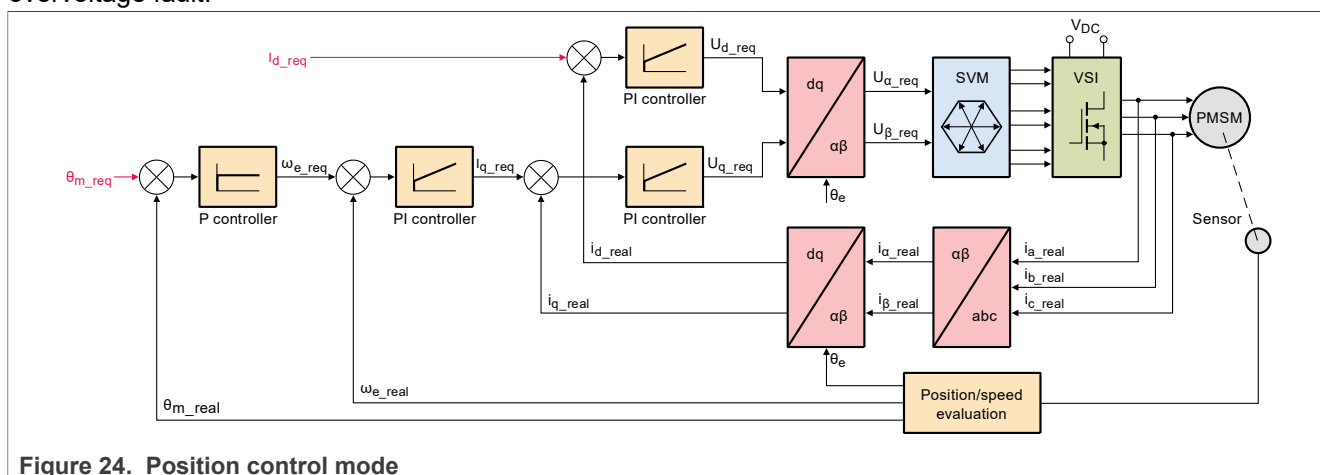 overvoltage fault.
V_DC
I_d_req
U_d_req
PI controller
dq
αβ
U_α_req
U_β_req
SVM
VSI
PMSM
θ_m_req
P controller
ω_e_req
PI controller
I_q_req
PI controller
U_q_req
θ_e
Sensor
i_d_real
dq
αβ
i_α_real
αβ
abc
i_a_real
i_b_real
i_q_real
i_β_real
i_c_real
θ_e
ω_e_real
θ_m_real
Position/speed
evaluation
Figure 24. Position control mode